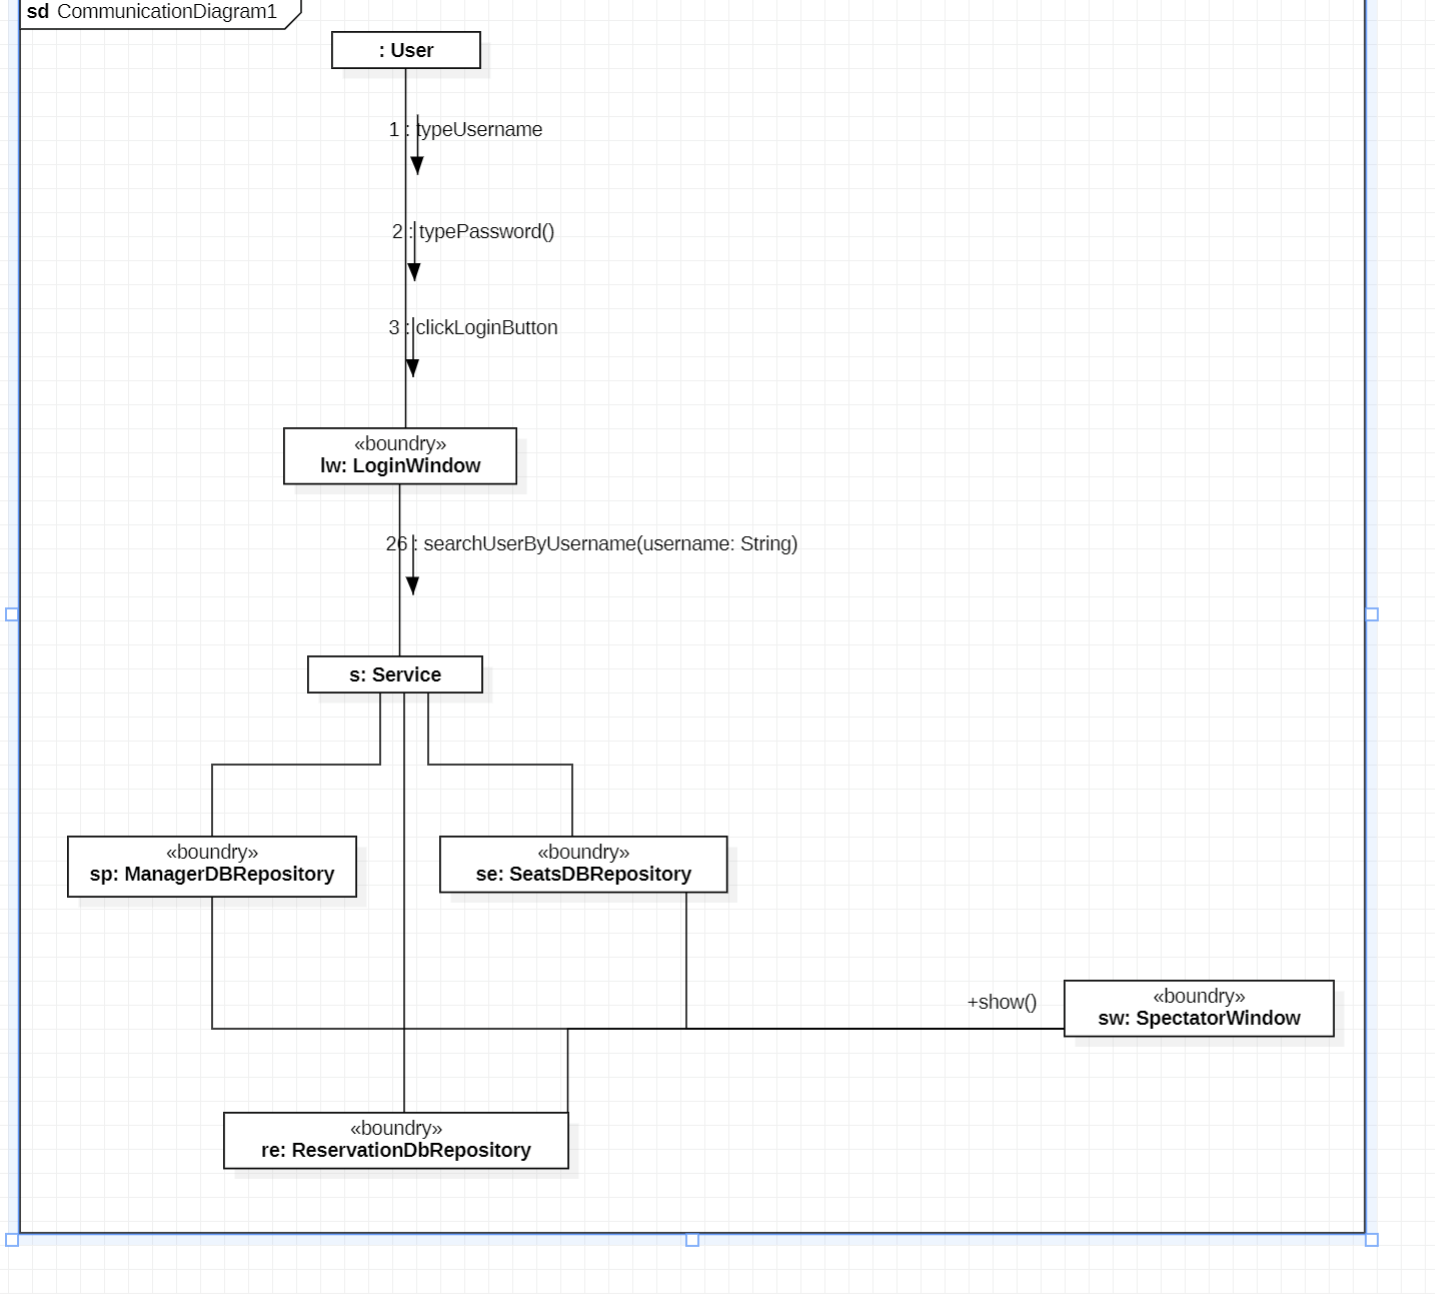 sd CommunicationDiagram1
: User
1 : typeUsername
2 : typePassword()
3 : clickLoginButton
«boundry»
lw: LoginWindow
26 : searchUserByUsername(username: String)
s: Service
«boundry»
sp: ManagerDBRepository
«boundry»
se: SeatsDBRepository
+show()
«boundry»
sw: SpectatorWindow
«boundry»
re: ReservationDbRepository